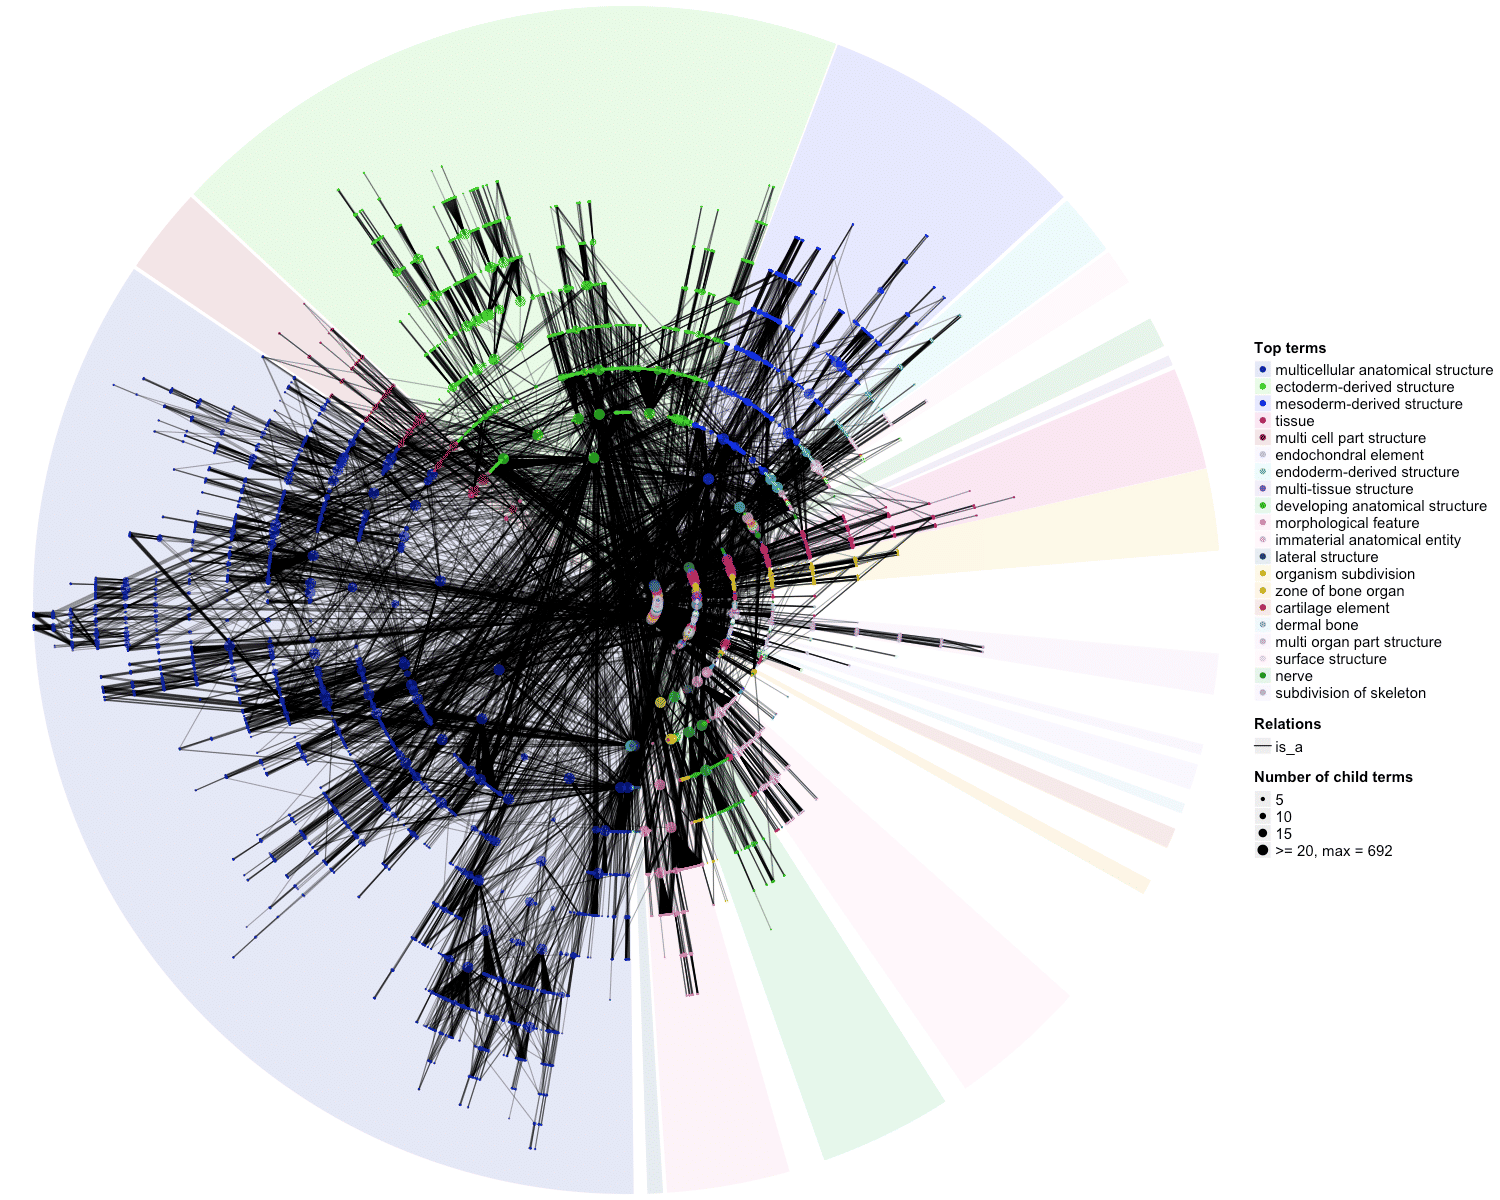 Top terms
multicellular anatomical structure
ectoderm-derived structure
mesoderm-derived structure
tissue
multi cell part structure
endochondral element
endoderm-derived structure
multi-tissue structure
developing anatomical structure
morphological feature
immaterial anatomical entity
lateral structure
organism subdivision
zone of bone organ
cartilage element
dermal bone
multi organ part structure
surface structure
nerve
subdivision of skeleton
Relations
is_a
Number of child terms
5
10
15
>= 20, max = 692